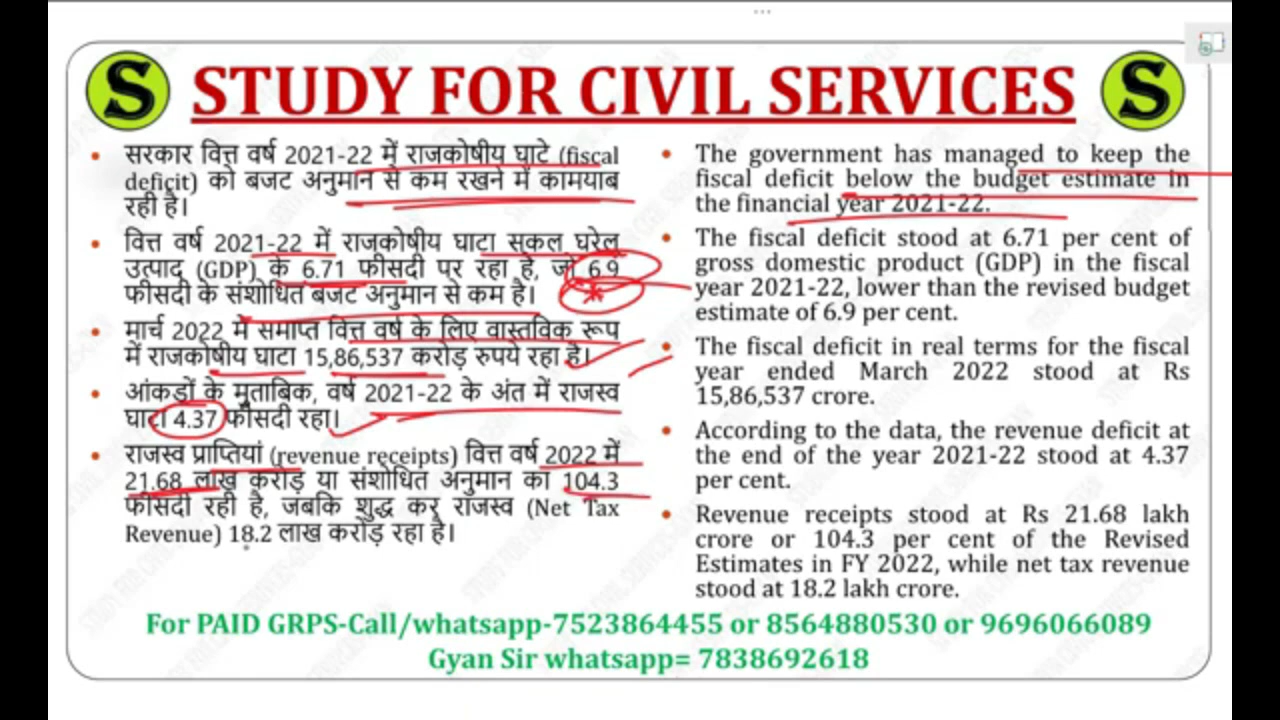 S STUDY FOR CIVIL SERVICES S
• सरकार वित्त वर्ष 2021-22 में राजकोषीय घाटे (fiscal
deficit) को बजट अनुमान से कम रखने में कामयाब
रही है।
• वित्त वर्ष 2021-22 में राजकोषीय घाटा सकल घरेलू
उत्पाद (GDP) के 6.71 फीसदी पर रहा है, जो 6.9
फीसदी के संशोधित बजट अनुमान से कम है।
• मार्च 2022 में समाप्त वित्त वर्ष के लिए वास्तविक रूप
में राजकोषीय घाटा 15,86,537 करोड़ रुपये रहा है।
• आंकड़ों के मुताबिक, वर्ष 2021-22 के अंत में राजस्व
घाटा 4.37 फीसदी रहा।
• राजस्व प्राप्तियां (revenue receipts) वित्त वर्ष 2022 में
21.68 लाख करोड़ या संशोधित अनुमान का 104.3
फीसदी रही है, जबकि शुद्ध कर राजस्व (Net Tax
Revenue) 18.2 लाख करोड़ रहा है।
• The government has managed to keep the
fiscal deficit below the budget estimate in
the financial year 2021-22.
• The fiscal deficit stood at 6.71 per cent of
gross domestic product (GDP) in the fiscal
year 2021-22, lower than the revised budget
estimate of 6.9 per cent.
• The fiscal deficit in real terms for the fiscal
year ended March 2022 stood at Rs
15,86,537 crore.
• According to the data, the revenue deficit at
the end of the year 2021-22 stood at 4.37
per cent.
• Revenue receipts stood at Rs 21.68 lakh
crore or 104.3 per cent of the Revised
Estimates in FY 2022, while net tax revenue
stood at 18.2 lakh crore.
For PAID GRPS-Call/whatsapp-7523864455 or 8564880530 or 9696066089
Gyan Sir whatsapp= 7838692618